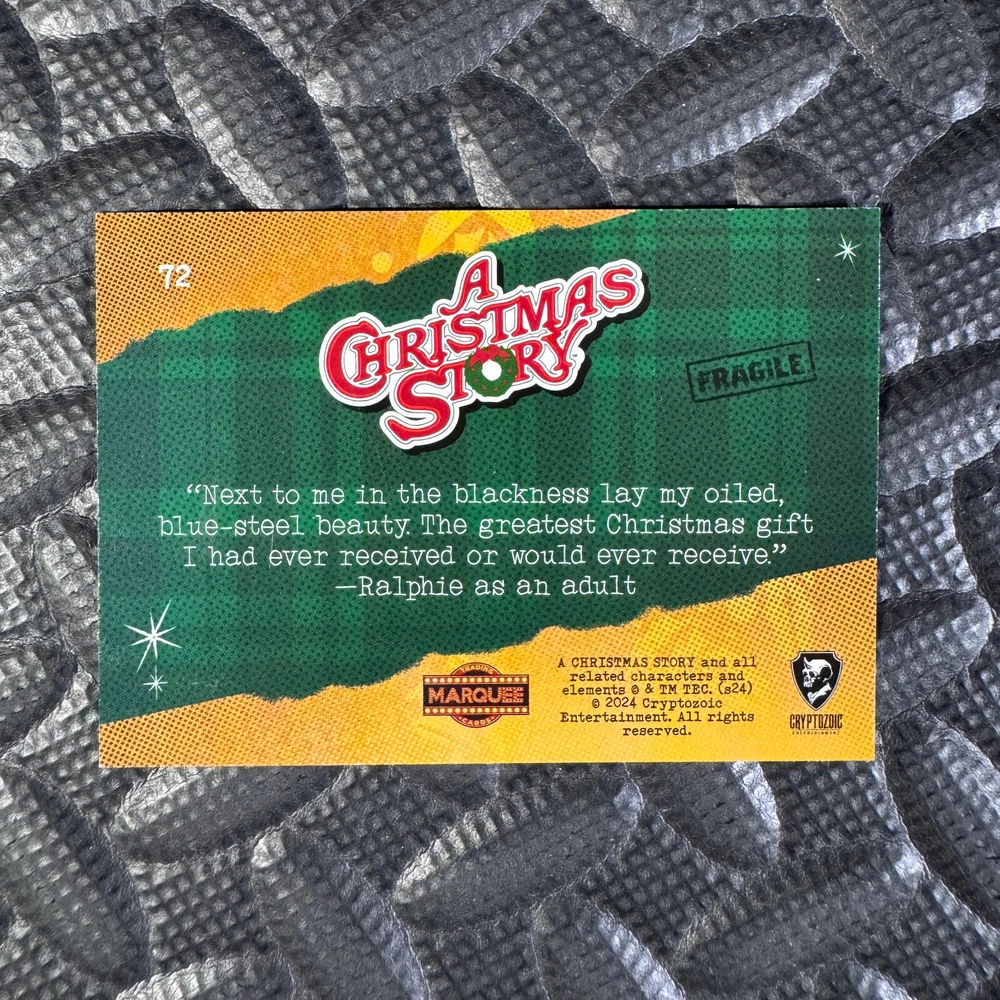 72
A
CHRISTMAS
STORY
FRAGILE
“Next to me in the blackness lay my oiled,
blue-steel beauty. The greatest Christmas gift
I had ever received or would ever receive.”
—Ralphie as an adult
TRADING
MARQUEE
CARDS
A CHRISTMAS STORY and all
related characters and
elements © & TM TEC. (s24)
© 2024 Cryptozoic
Entertainment. All rights
reserved.
CRYPTOZOIC
ENTERTAINMENT